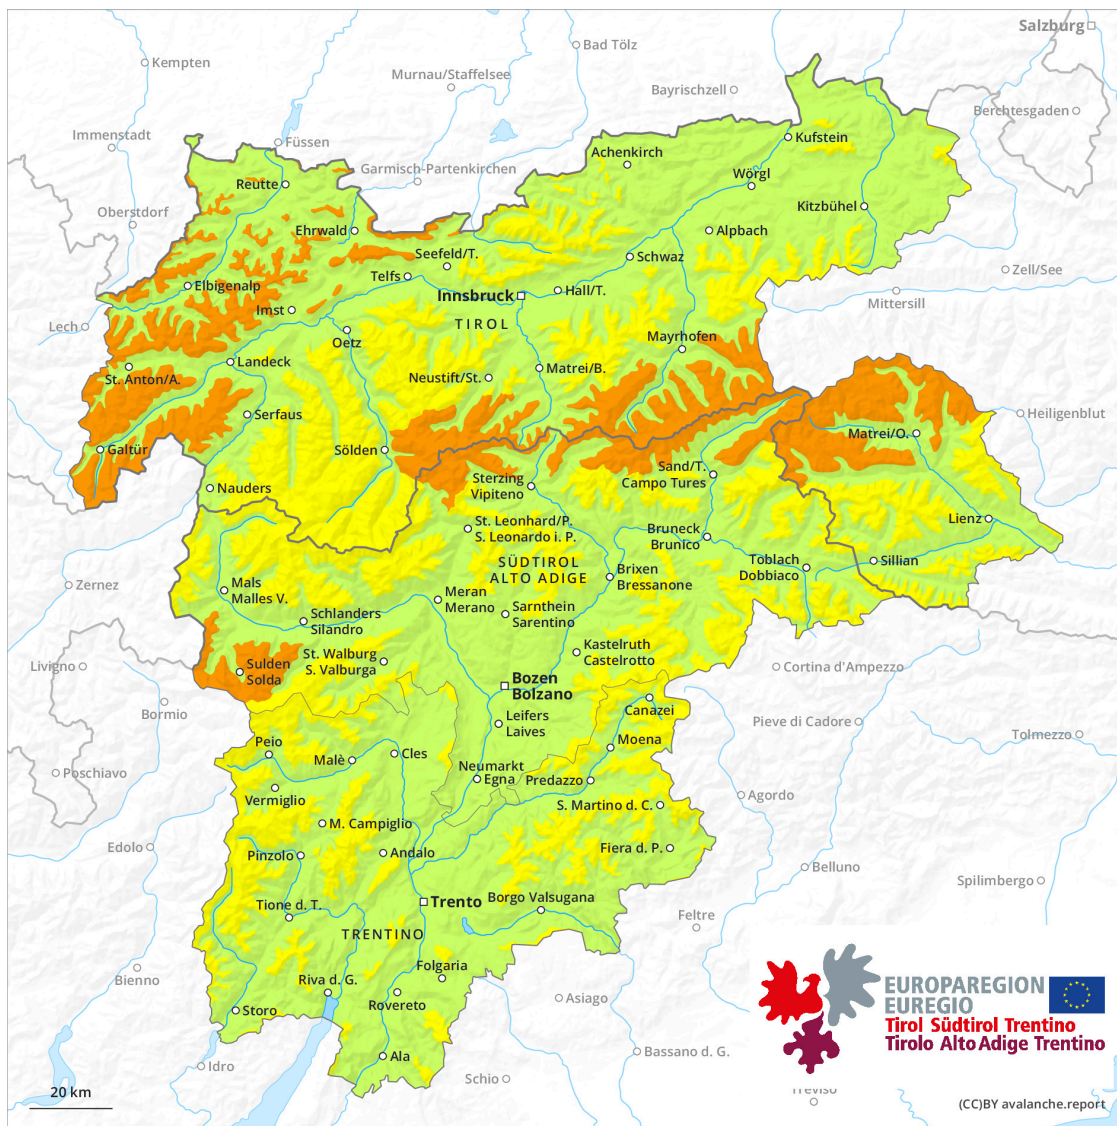 Salzburg
Bad Tölz
Kempten
Murnau/Staffelsee
Bayrischzell
Berchtesgaden
Immenstadt
Füssen
Kufstein
Achenkirch
Garmisch-Partenkirchen
Wörgl
Reutte
Oberstdorf
Kitzbühel
Ehrwald
Alpbach
Seefeld/T.
Schwaz
Telfs
Zell/See
Elbigenalp
Innsbruck
Hall/T.
Mittersill
Imst
TIROL
Lech
Oetz
Mayrhofen
Landeck
Matrei/B.
St. Anton/A.
Neustift/St.
Serfaus
Heiligenblut
Matrei/O.
Galtür
Sölden
Sand/T.
Campo Tures
Sterzing
Vipiteno
Nauders
Lienz
St. Leonhard/P.
S. Leonardo i. P.
Bruneck
Brunico
SÜDTIROL
ALTO ADIGE
Toblach
Dobbiaco
Sillian
Brixen
Bressanone
Zernez
Mals
Malles V.
Meran
Merano
Schlanders
Silandro
Sarnthein
Sarentino
Kastelruth
Castelrotto
St. Walburg
S. Valburga
Livigno
Sulden
Solda
Cortina d'Ampezzo
Bozen
Bolzano
Bormio
Canazei
Leifers
Laives
Pieve di Cadore
Tolmezzo
Peio
Moena
Cles
Malè
Poschiavo
Neumarkt
Egna
Predazzo
Vermiglio
Agordo
S. Martino d. C.
M. Campiglio
Edolo
Pinzolo
Andalo
Fiera d. P.
Belluno
Spilimbergo
Trento
Borgo Valsugana
Tione d. T.
Feltre
TRENTINO
Folgaria
Bienno
Riva d. G.
Rovereto
Asiago
Storo
EUROPAREGION
EUREGIO
Tirol Südtirol Trentino
Tirolo Alto Adige Trentino
Ala
Bassano d. G.
Idro
Schio
Treviso
20 km
(CC)BY avalanche.report